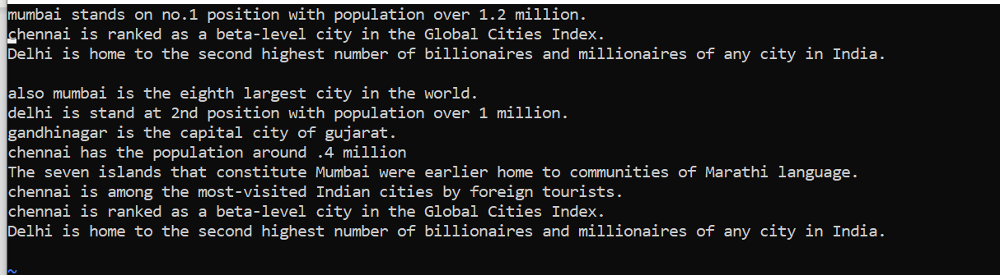 mumbai stands on no.1 position with population over 1.2 million.
chennai is ranked as a beta-level city in the Global Cities Index.
Delhi is home to the second highest number of billionaires and millionaires of any city in India.

also mumbai is the eighth largest city in the world.
delhi is stand at 2nd position with population over 1 million.
gandhinagar is the capital city of gujarat.
chennai has the population around .4 million
The seven islands that constitute Mumbai were earlier home to communities of Marathi language.
chennai is among the most-visited Indian cities by foreign tourists.
chennai is ranked as a beta-level city in the Global Cities Index.
Delhi is home to the second highest number of billionaires and millionaires of any city in India.

~